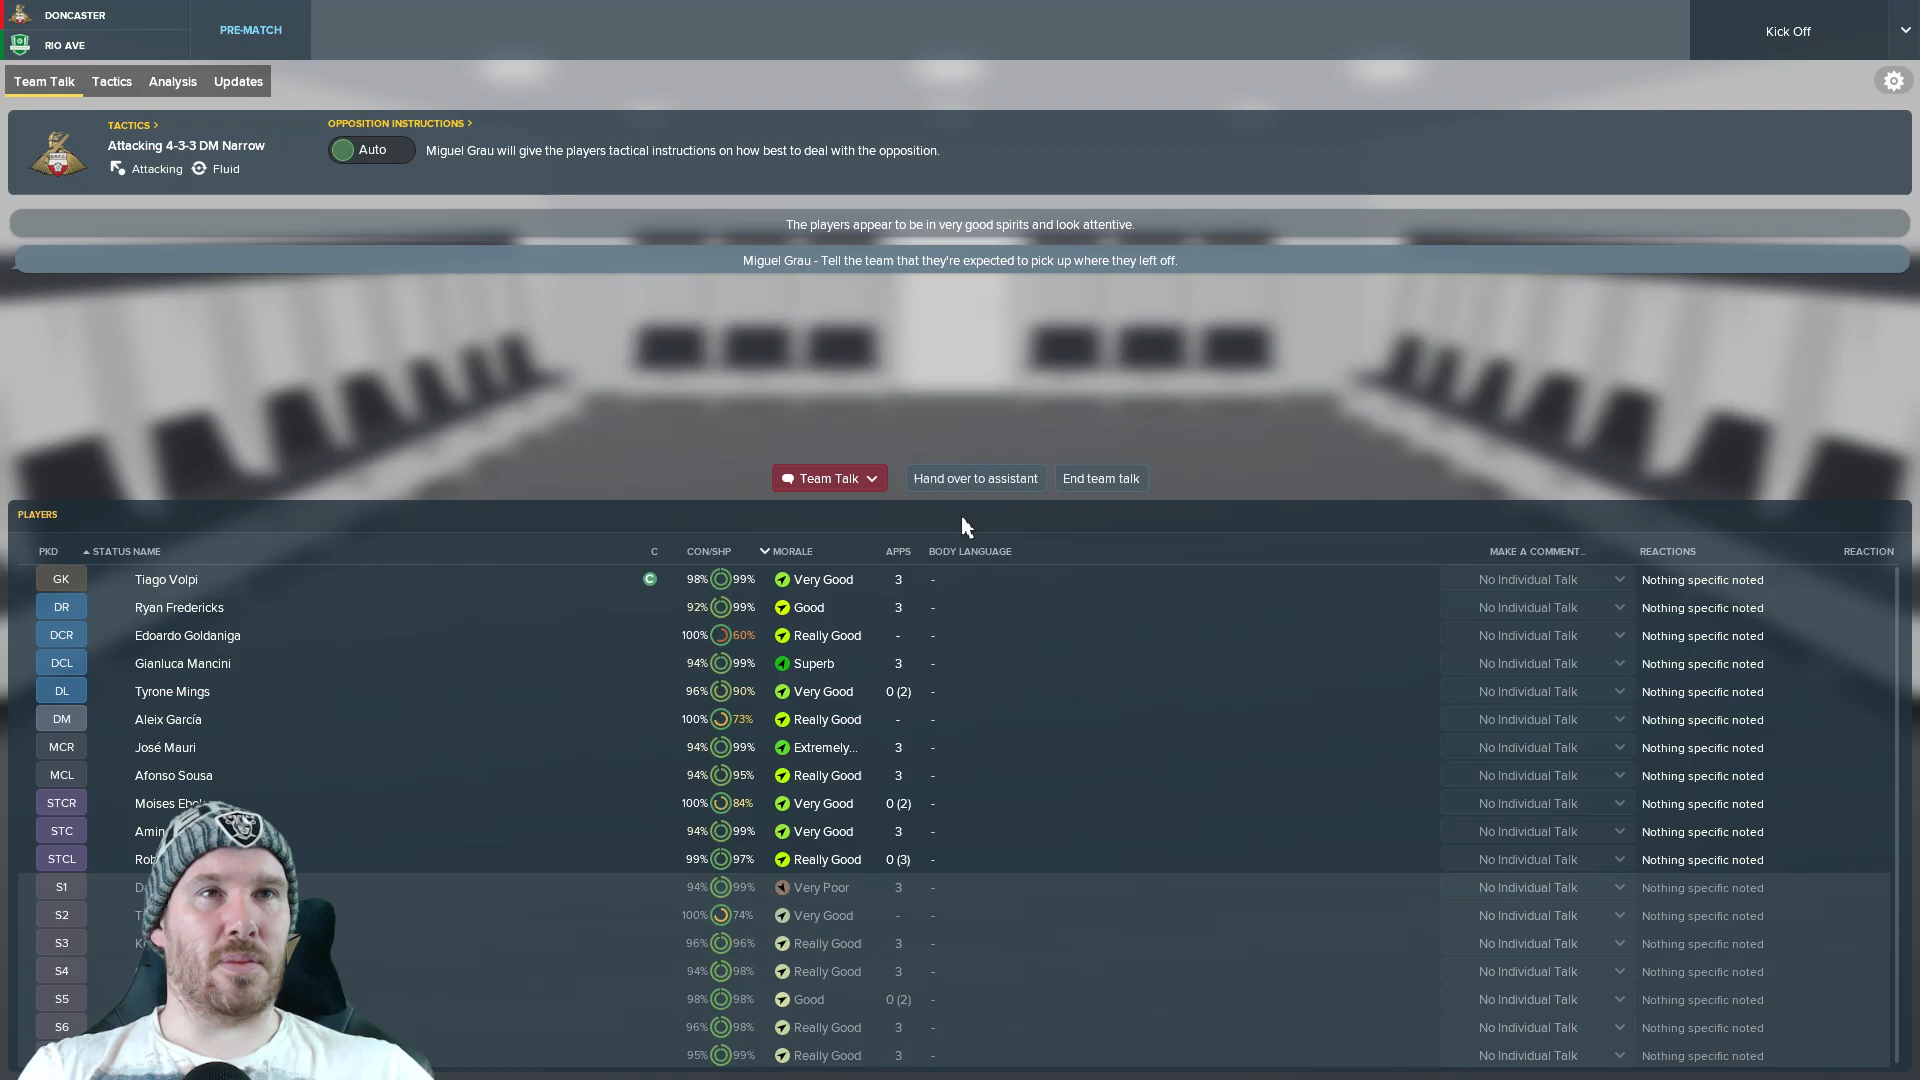 DONCASTER
RIO AVE
PRE-MATCH
Kick Off
Team Talk Tactics Analysis Updates
TACTICS >
Attacking 4-3-3 DM Narrow
Attacking Fluid
OPPOSITION INSTRUCTIONS >
Auto Miguel Grau will give the players tactical instructions on how best to deal with the opposition.
The players appear to be in very good spirits and look attentive.
Miguel Grau - Tell the team that they're expected to pick up where they left off.
Team Talk Hand over to assistant End team talk
PLAYERS
PKD STATUS NAME C CON/SHP MORALE APPS BODY LANGUAGE MAKE A COMMENT... REACTIONS REACTION
GK Tiago Volpi C 98% 99% Very Good 3 - No Individual Talk Nothing specific noted
DR Ryan Fredericks 92% 99% Good 3 - No Individual Talk Nothing specific noted
DCR Edoardo Goldaniga 100% 60% Really Good - - No Individual Talk Nothing specific noted
DCL Gianluca Mancini 94% 99% Superb 3 - No Individual Talk Nothing specific noted
DL Tyrone Mings 96% 90% Very Good 0 (2) - No Individual Talk Nothing specific noted
DM Aleix García 100% 73% Really Good - - No Individual Talk Nothing specific noted
MCR José Mauri 94% 99% Extremely... 3 - No Individual Talk Nothing specific noted
MCL Afonso Sousa 94% 95% Really Good 3 - No Individual Talk Nothing specific noted
STCR Moises 100% 84% Very Good 0 (2) - No Individual Talk Nothing specific noted
STC Amin 94% 99% Very Good 3 - No Individual Talk Nothing specific noted
STCL 99% 97% Really Good 0 (3) - No Individual Talk Nothing specific noted
S1 94% 99% Very Poor 3 - No Individual Talk Nothing specific noted
S2 100% 74% Very Good - - No Individual Talk Nothing specific noted
S3 96% 96% Really Good 3 - No Individual Talk Nothing specific noted
S4 94% 98% Really Good 3 - No Individual Talk Nothing specific noted
S5 98% 98% Good 0 (2) - No Individual Talk Nothing specific noted
S6 96% 98% Really Good 3 - No Individual Talk Nothing specific noted
95% 99% Really Good 3 - No Individual Talk Nothing specific noted